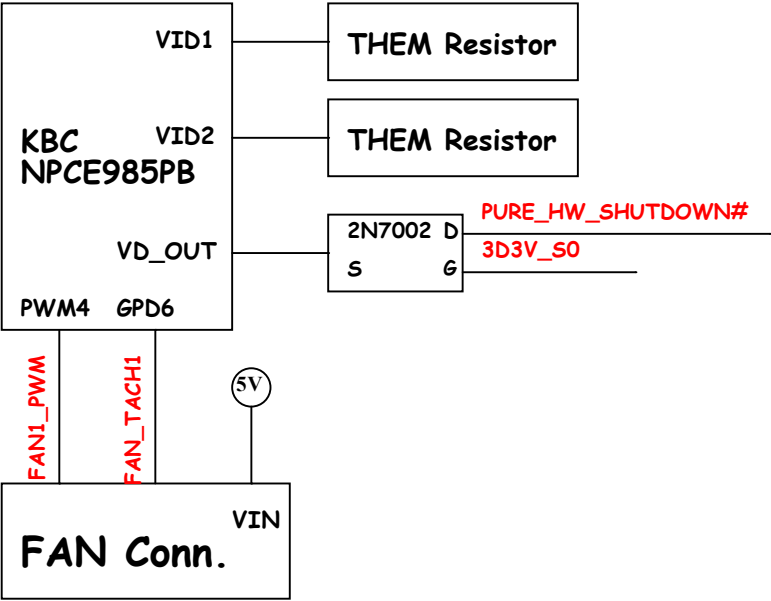 VID1
THEM Resistor
KBC
NPCE985PB
VID2
THEM Resistor
VD_OUT
2N7002 D
S G
PURE_HW_SHUTDOWN#
3D3V_S0
PWM4 GPD6
FAN1_PWM
FAN_TACH1
5V
VIN
FAN Conn.